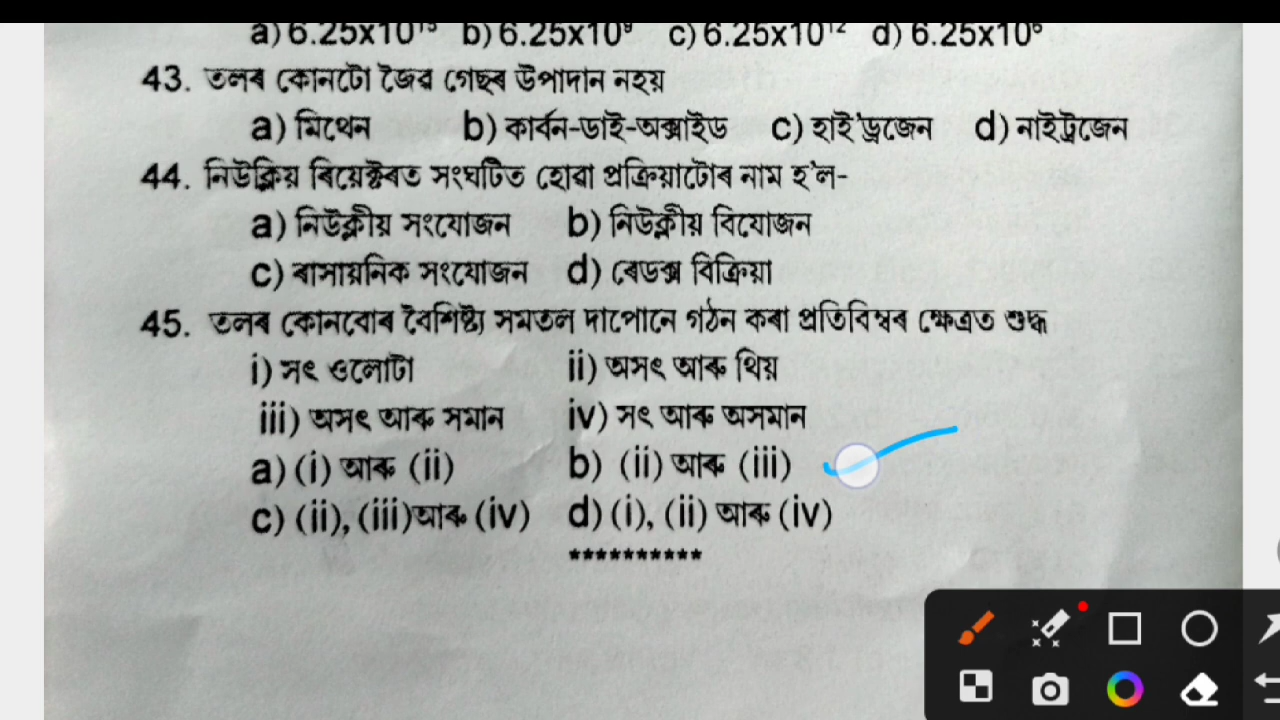 a) 6.25x10¹⁵ b) 6.25x10⁹ c) 6.25x10¹² d) 6.25x10⁶
43. তলৰ কোনটো জৈৱ গেছৰ উপাদান নহয়
a) মিথেন b) কাৰ্বন-ডাই-অক্সাইড c) হাই'ড্ৰজেন d) নাইট্ৰজেন
44. নিউক্লিয় ৰিয়েক্টৰত সংঘটিত হোৱা প্ৰক্ৰিয়াটোৰ নাম হ'ল-
a) নিউক্লীয় সংযোজন b) নিউক্লীয় বিযোজন
c) ৰাসায়নিক সংযোজন d) ৰেডক্স বিক্ৰিয়া
45. তলৰ কোনবোৰ বৈশিষ্ট্য সমতল দাপোনে গঠন কৰা প্ৰতিবিম্বৰ ক্ষেত্ৰত শুদ্ধ
i) সৎ ওলোটা ii) অসৎ আৰু থিয়
iii) অসৎ আৰু সমান iv) সৎ আৰু অসমান
a) (i) আৰু (ii) b) (ii) আৰু (iii)
c) (ii), (iii)আৰু (iv) d) (i), (ii) আৰু (iv)
**********